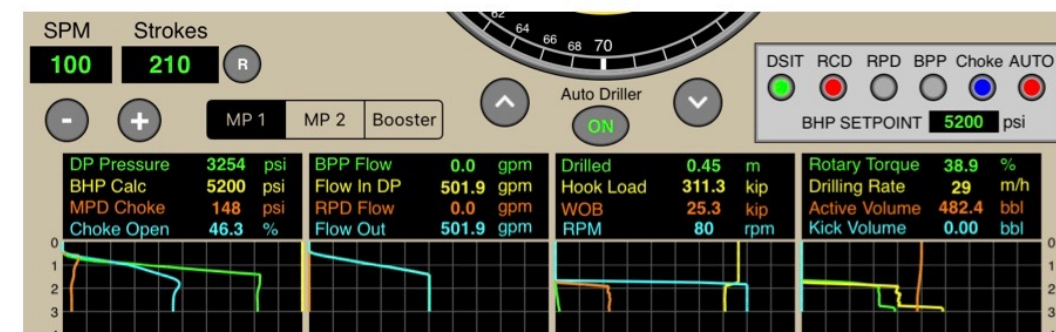 SPM Strokes
100 210 R
- +
MP 1 MP 2 Booster
62 64 66 68 70
Auto Driller
ON
DSIT RCD RPD BPP Choke AUTO
BHP SETPOINT 5200 psi
DP Pressure 3254 psi
BHP Calc 5200 psi
MPD Choke 148 psi
Choke Open 46.3 %
BPP Flow 0.0 gpm
Flow In DP 501.9 gpm
RPD Flow 0.0 gpm
Flow Out 501.9 gpm
Drilled 0.45 m
Hook Load 311.3 kip
WOB 25.3 kip
RPM 80 rpm
Rotary Torque 38.9 %
Drilling Rate 29 m/h
Active Volume 482.4 bbl
Kick Volume 0.00 bbl
0 0
1 1
2 2
3 3